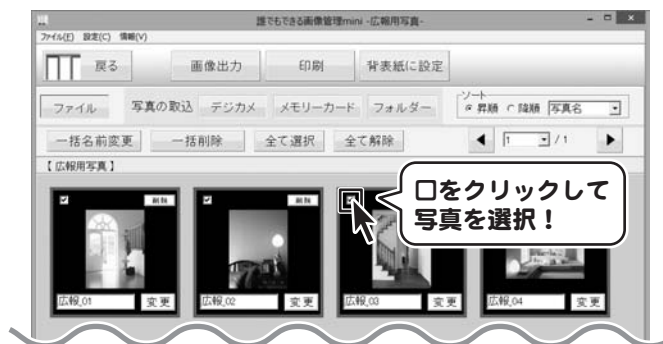 誰でもできる画像管理mini -広報用写真-
ファイル(F) 設定(C) 情報(V)
戻る 画像出力 印刷 背表紙に設定
ファイル 写真の取込 デジカメ メモリーカード フォルダー
ソート
昇順 降順 写真名
一括名前変更 一括削除 全て選択 全て解除 1 / 1
【 広報用写真 】
□をクリックして
写真を選択！
削除 削除
広報_01 変更 広報_02 変更 広報_03 変更 広報_04 変更